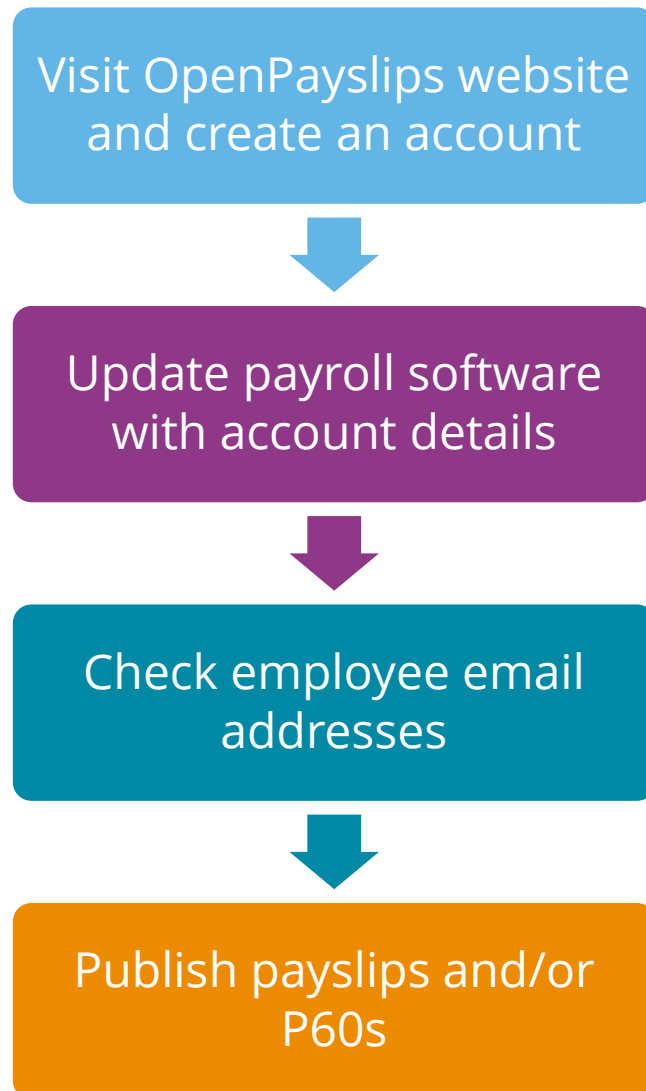 Visit OpenPayslips website
and create an account
Update payroll software
with account details
Check employee email
addresses
Publish payslips and/or
P60s